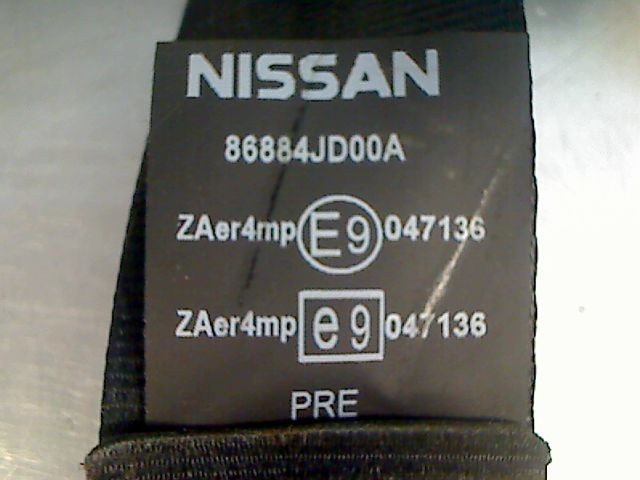 NISSAN
86884JD00A
ZAer4mp E9 047136
ZAer4mp e9 047136
PRE